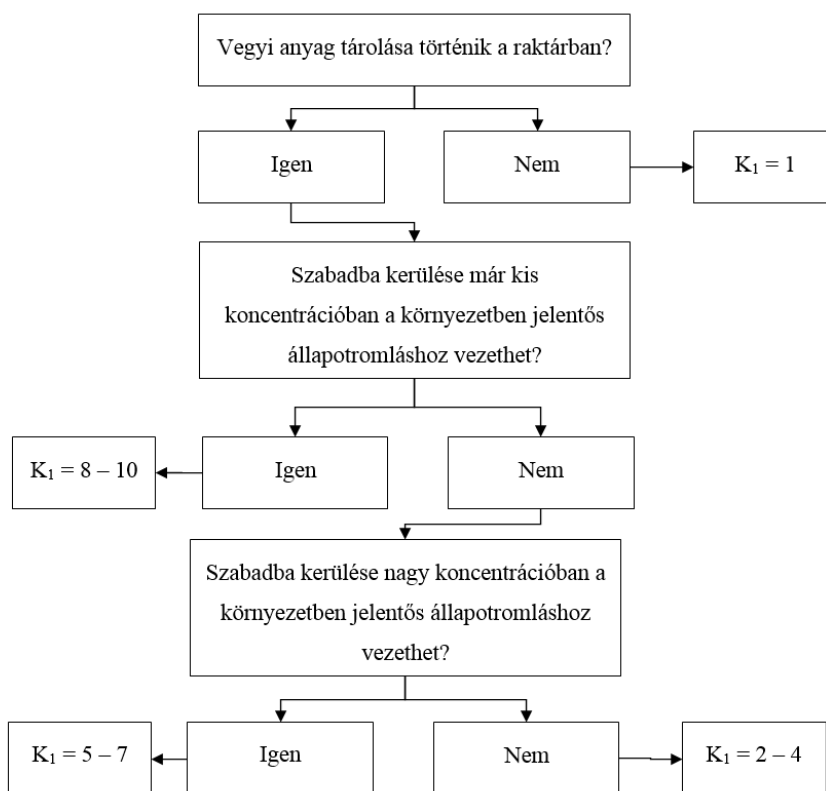 Vegyi anyag tárolása történik a raktárban?
Igen
Nem
K₁ = 1
Szabadba kerülése már kis
koncentrációban a környezetben jelentős
állapotromláshoz vezethet?
K₁ = 8 – 10
Igen
Nem
Szabadba kerülése nagy koncentrációban a
környezetben jelentős állapotromláshoz
vezethet?
K₁ = 5 – 7
Igen
Nem
K₁ = 2 – 4